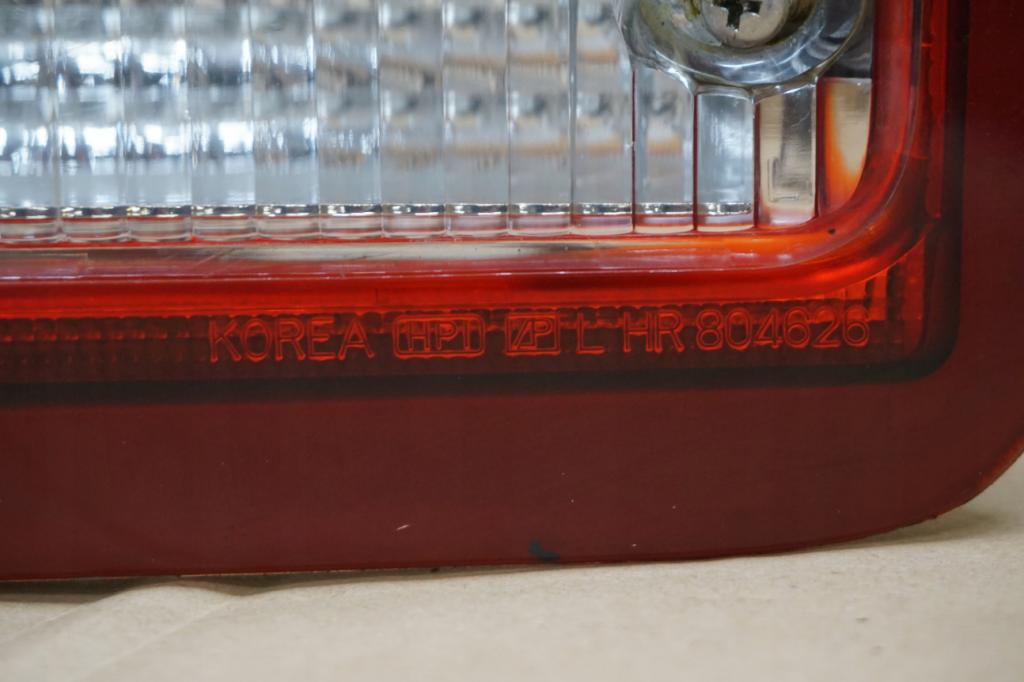 KOREA HPI ZP L HR 804626